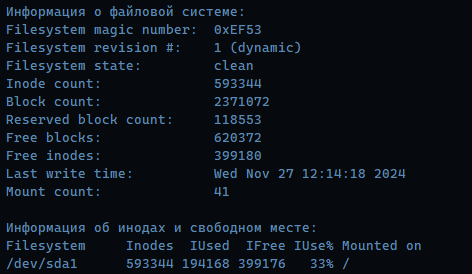 Информация о файловой системе:
Filesystem magic number:  0xEF53
Filesystem revision #:    1 (dynamic)
Filesystem state:         clean
Inode count:              593344
Block count:              2371072
Reserved block count:     118553
Free blocks:              620372
Free inodes:              399180
Last write time:          Wed Nov 27 12:14:18 2024
Mount count:              41

Информация об инодах и свободном месте:
Filesystem     Inodes  IUsed  IFree IUse% Mounted on
/dev/sda1      593344 194168 399176   33% /